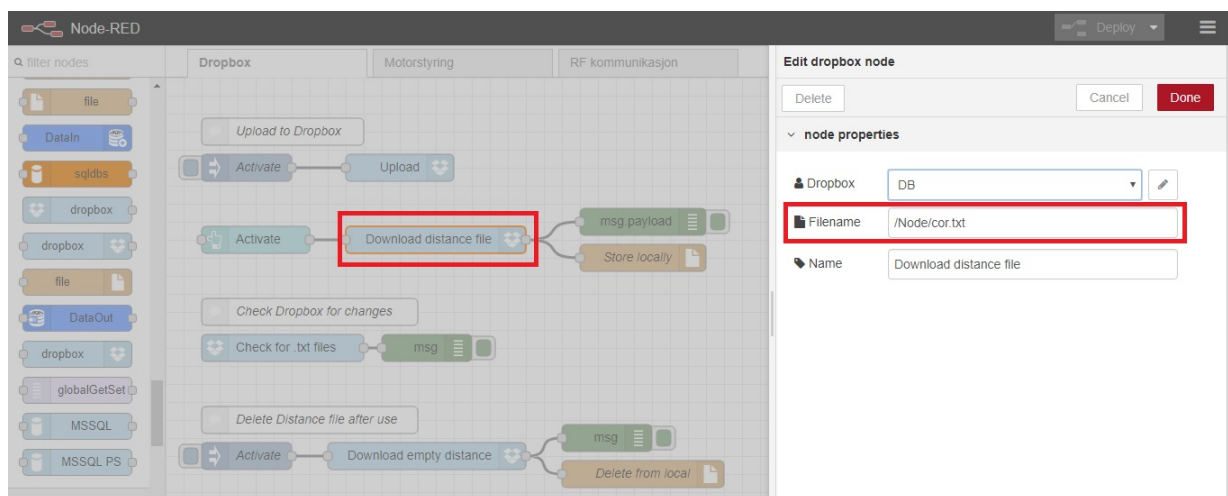 Node-RED
Deploy
filter nodes
file
DataIn
sqldbs
dropbox
dropbox
file
DataOut
dropbox
globalGetSet
MSSQL
MSSQL PS
Dropbox
Motorstyring
RF kommunikasjon
Upload to Dropbox
Activate
Upload
Activate
Download distance file
msg.payload
Store locally
Check Dropbox for changes
Check for .txt files
msg
Delete Distance file after use
Activate
Download empty distance
msg
Delete from local
Edit dropbox node
Delete
Cancel
Done
node properties
Dropbox
DB
Filename
/Node/cor.txt
Name
Download distance file